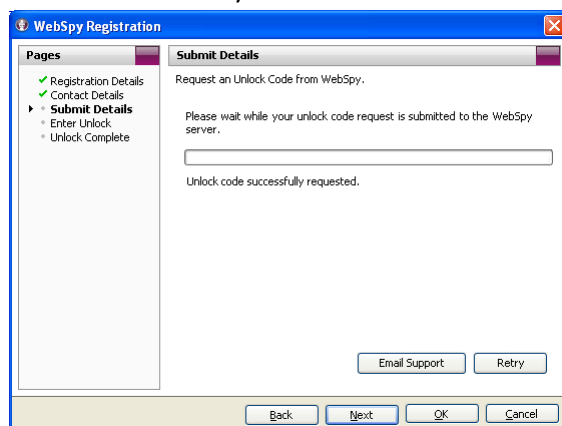 WebSpy Registration
Pages
Registration Details
Contact Details
Submit Details
Enter Unlock
Unlock Complete
Submit Details
Request an Unlock Code from WebSpy.
Please wait while your unlock code request is submitted to the WebSpy
server.
Unlock code successfully requested.
Email Support
Retry
Back
Next
OK
Cancel